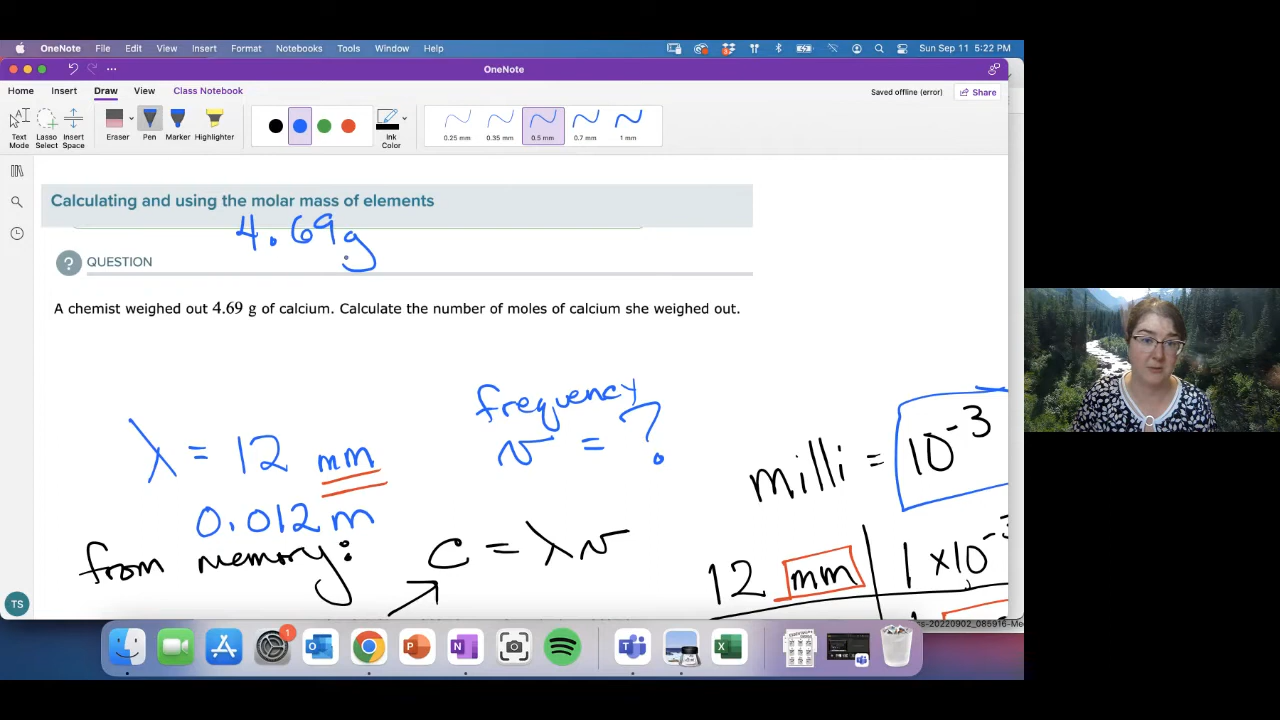 OneNote File Edit View Insert Format Notebooks Tools Window Help Sun Sep 11 5:22 PM
OneNote
Home Insert Draw View Class Notebook Saved offline (error) Share
Text Mode Lasso Select Insert Space Eraser Pen Marker Highlighter Ink Color 0.25 mm 0.35 mm 0.5 mm 0.7 mm 1 mm
Calculating and using the molar mass of elements
4.69g
? QUESTION
A chemist weighed out 4.69 g of calcium. Calculate the number of moles of calcium she weighed out.
frequency
λ = 12 mm ν = ?
milli = 10⁻³
0.012 m
from memory: c = λν
12 mm 1 x10⁻³
TS
1